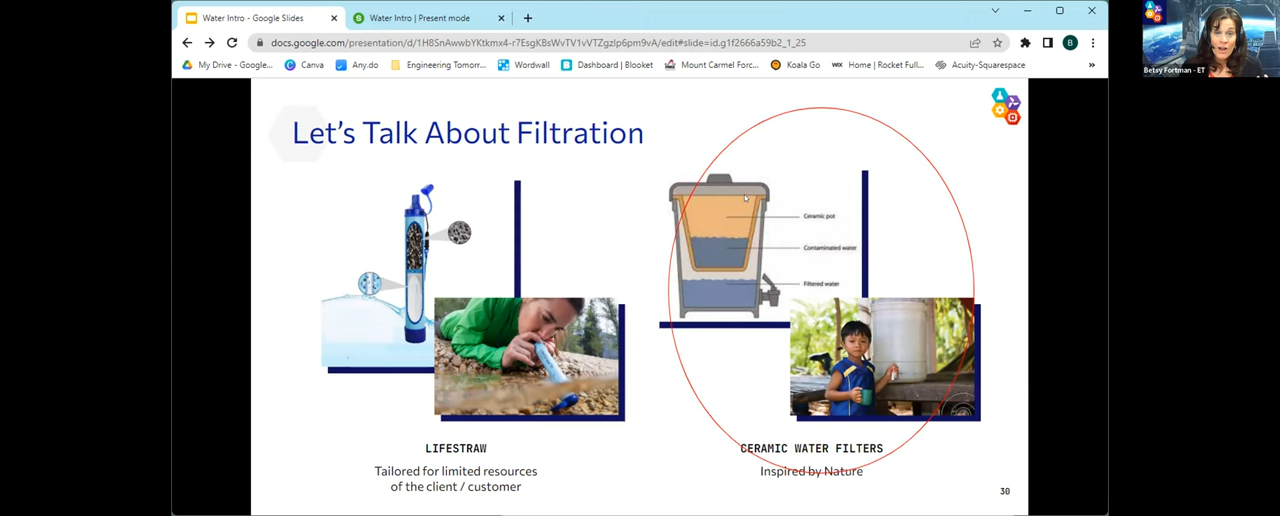 Water Intro - Google Slides
Water Intro | Present mode
docs.google.com/presentation/d/1H8SnAwwbYKtkmx4-r7EsgKBsWvTV1vVTZgzlp6pm9vA/edit#slide=id.g1f2666a59b2_1_25
B
My Drive - Google...
Canva
Any.do
Engineering Tomorr...
Wordwall
Dashboard | Blooket
Mount Carmel Forc...
Koala Go
WIX
Home | Rocket Full...
Acuity-Squarespace
Betsy Fortman - ET
Let's Talk About Filtration
Ceramic pot
Contaminated water
Filtered water
LIFESTRAW
Tailored for limited resources
of the client / customer
CERAMIC WATER FILTERS
Inspired by Nature
30